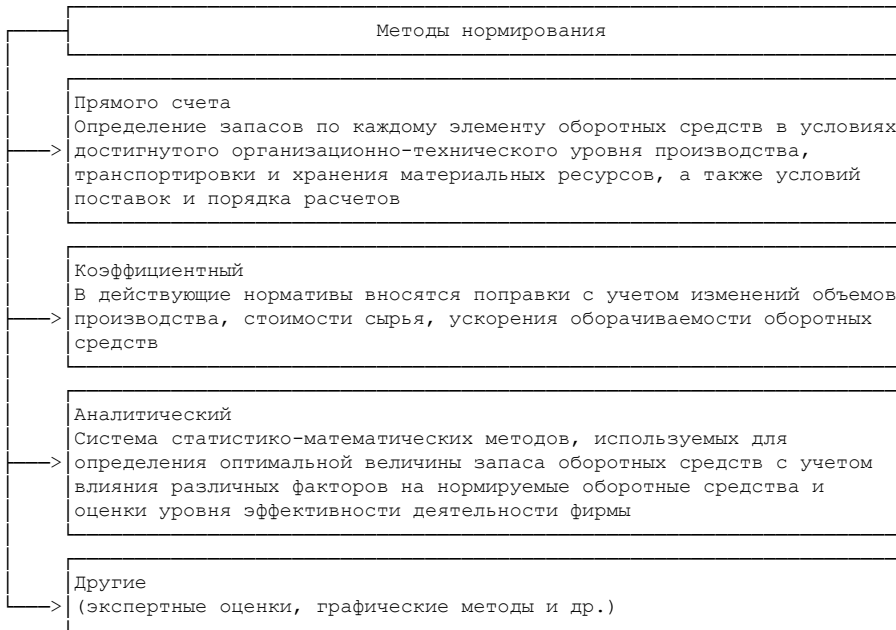 Методы нормирования
Прямого счета
Определение запасов по каждому элементу оборотных средств в условиях
достигнутого организационно-технического уровня производства,
транспортировки и хранения материальных ресурсов, а также условий
поставок и порядка расчетов
Коэффициентный
В действующие нормативы вносятся поправки с учетом изменений объемов
производства, стоимости сырья, ускорения оборачиваемости оборотных
средств
Аналитический
Система статистико-математических методов, используемых для
определения оптимальной величины запаса оборотных средств с учетом
влияния различных факторов на нормируемые оборотные средства и
оценки уровня эффективности деятельности фирмы
Другие
(экспертные оценки, графические методы и др.)